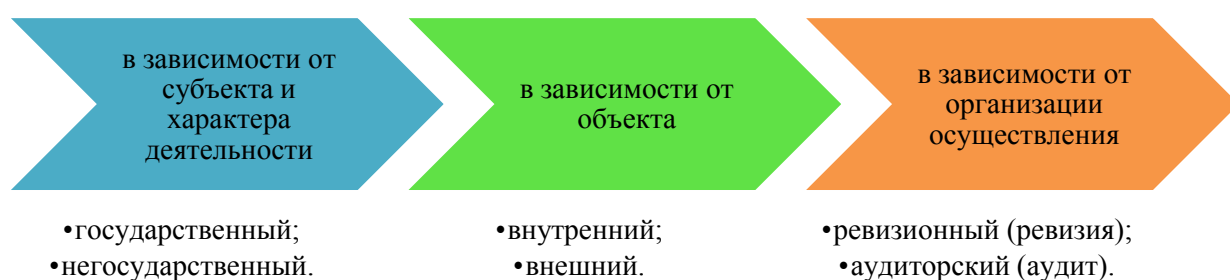 в зависимости от
субъекта и
характера
деятельности
•государственный;
•негосударственный.
в зависимости от
объекта
•внутренний;
•внешний.
в зависимости от
организации
осуществления
•ревизионный (ревизия);
•аудиторский (аудит).